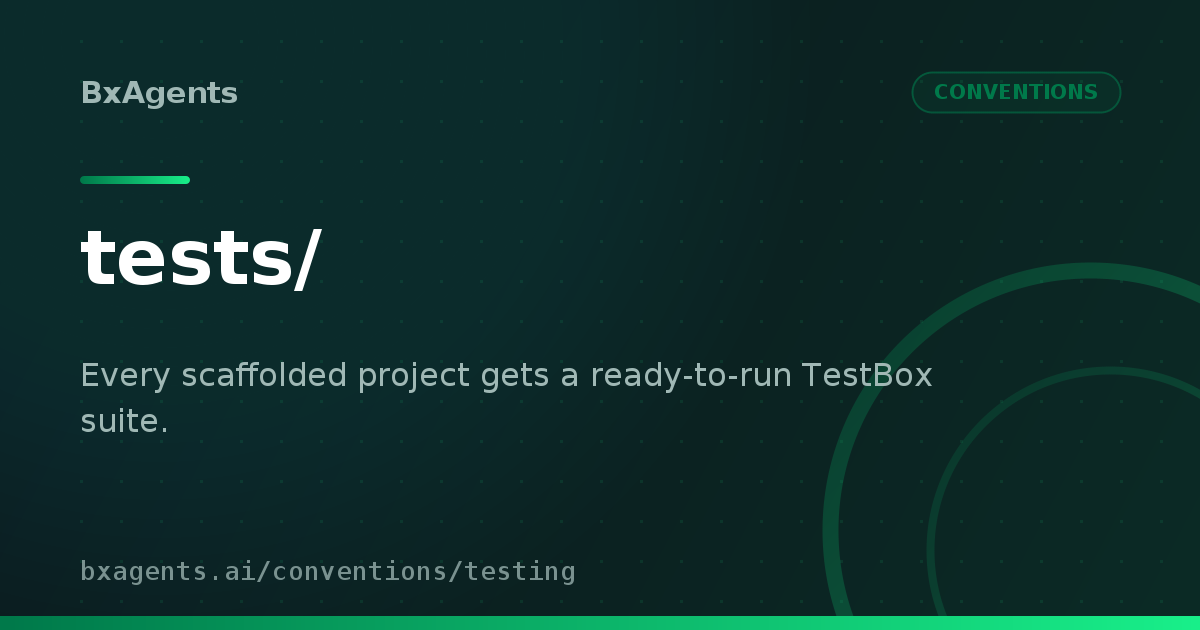 BxAgents
CONVENTIONS
tests/
Every scaffolded project gets a ready-to-run TestBox
suite.
bxagents.ai/conventions/testing